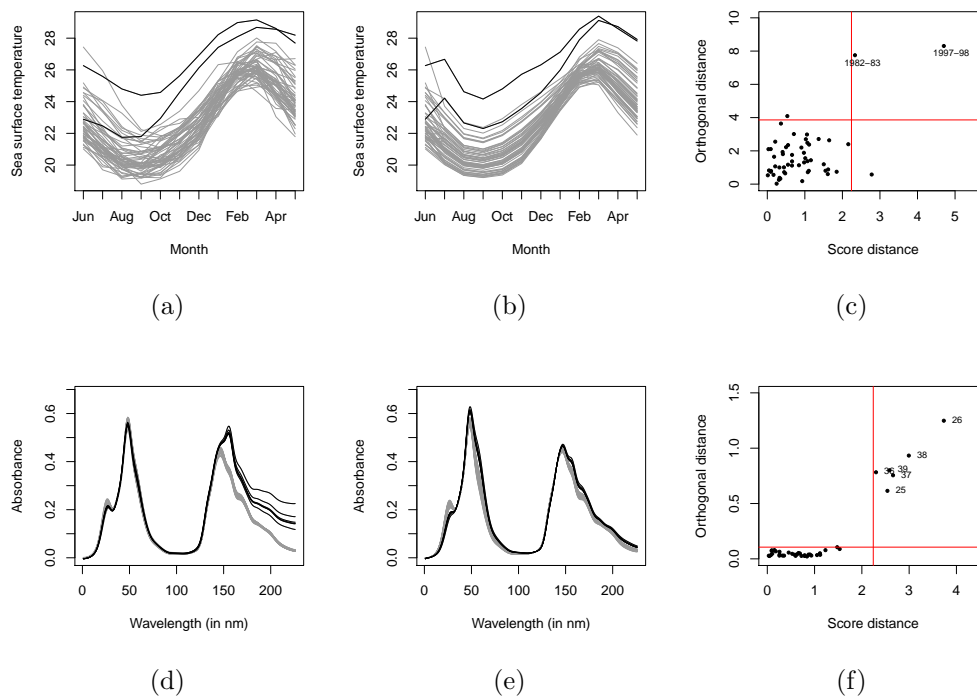 Sea surface temperature
28
26
24
22
20
Jun Aug Oct Dec Feb Apr
Month
(a)
Sea surface temperature
28
26
24
22
20
Jun Aug Oct Dec Feb Apr
Month
(b)
Orthogonal distance
10
8
6
4
2
0
1982−83
1997−98
0 1 2 3 4 5
Score distance
(c)
Absorbance
0.6
0.4
0.2
0.0
0 50 100 150 200
Wavelength (in nm)
(d)
Absorbance
0.6
0.4
0.2
0.0
0 50 100 150 200
Wavelength (in nm)
(e)
Orthogonal distance
1.5
1.0
0.5
0.0
26
38
39
36
37
25
0 1 2 3 4
Score distance
(f)